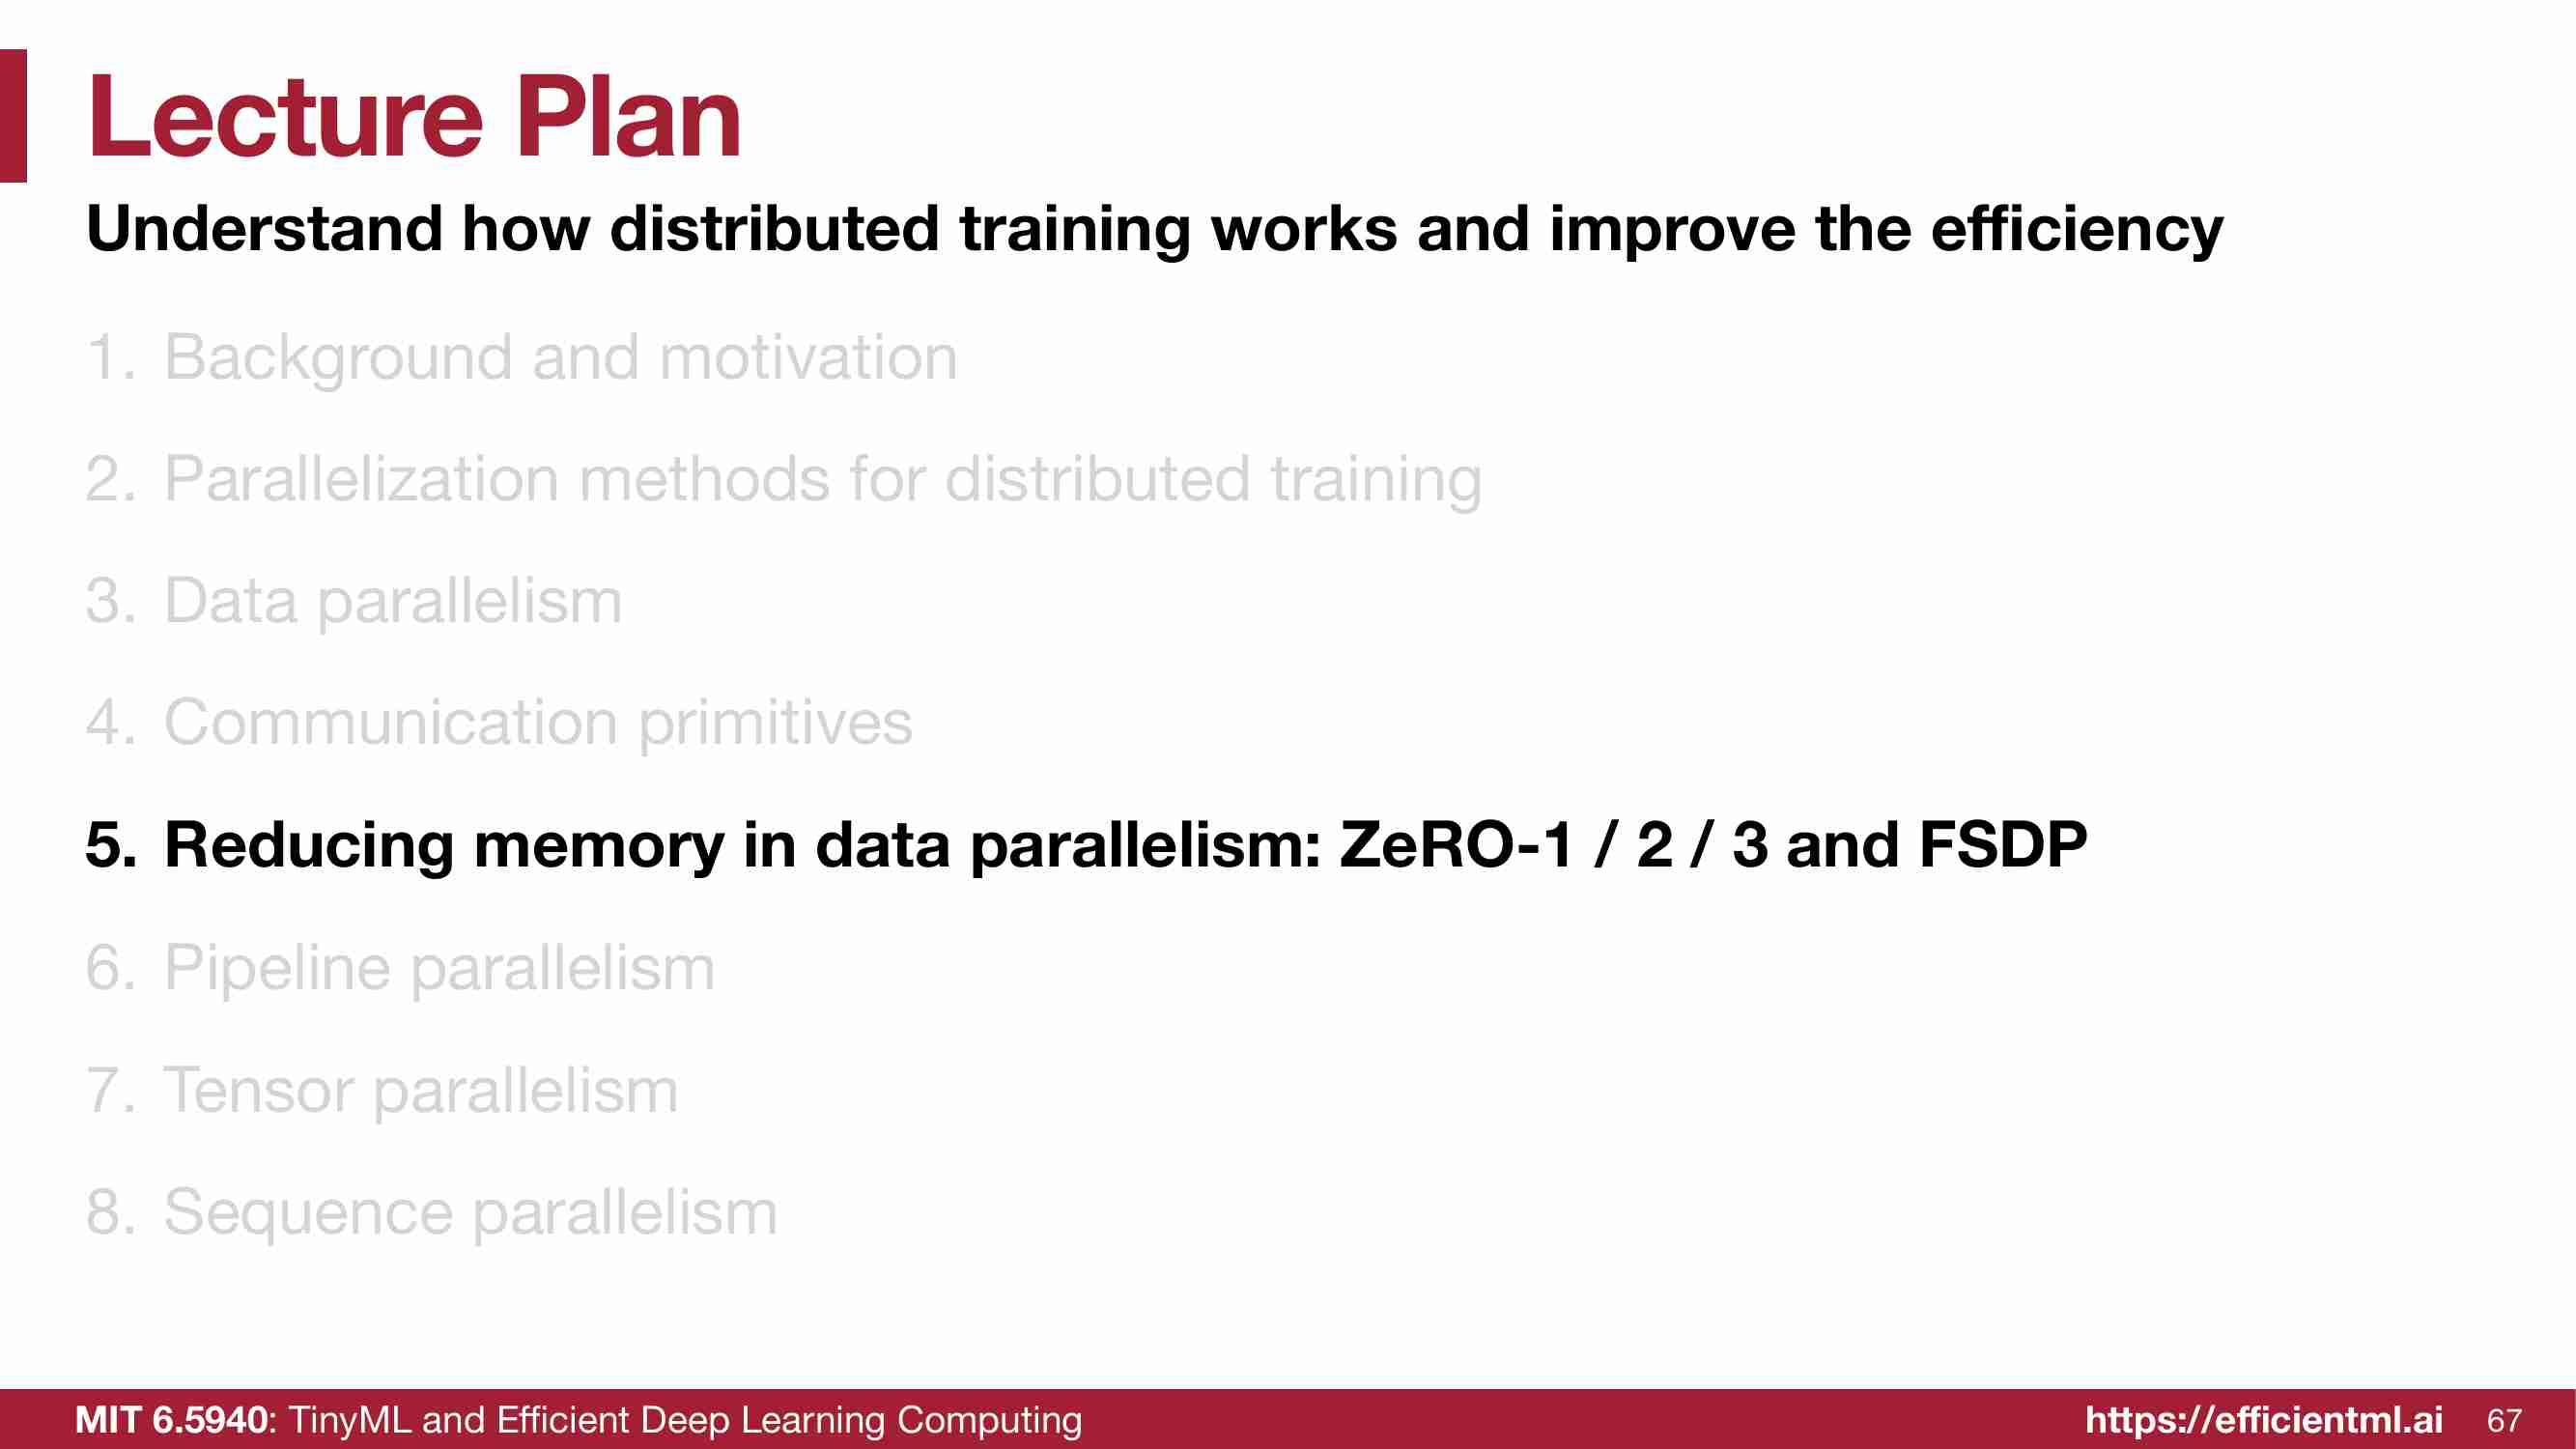 Lecture Plan
Understand how distributed training works and improve the efficiency
1. Background and motivation
2. Parallelization methods for distributed training
3. Data parallelism
4. Communication primitives
5. Reducing memory in data parallelism: ZeRO-1 / 2 / 3 and FSDP
6. Pipeline parallelism
7. Tensor parallelism
8. Sequence parallelism
MIT 6.5940: TinyML and Efficient Deep Learning Computing https://efficientml.ai 67